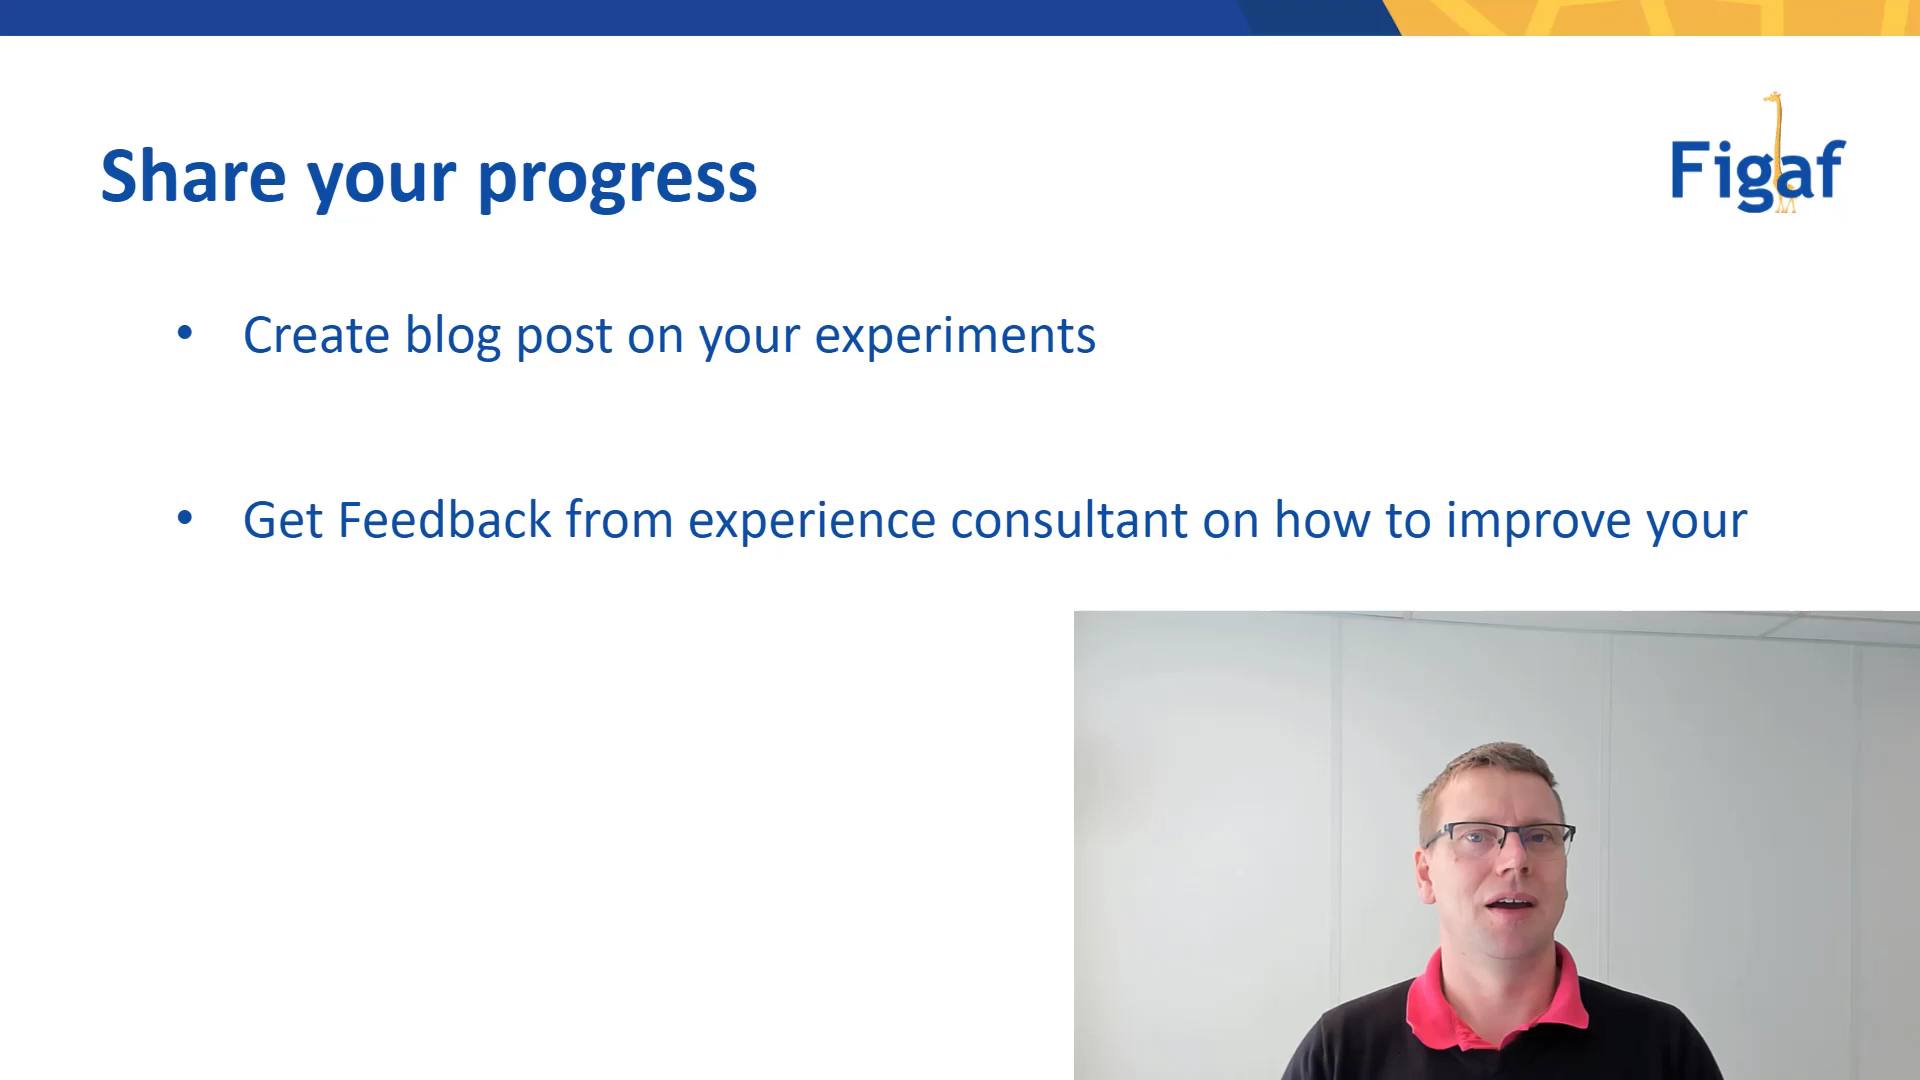 Share your progress
Figaf
• Create blog post on your experiments
• Get Feedback from experience consultant on how to improve your